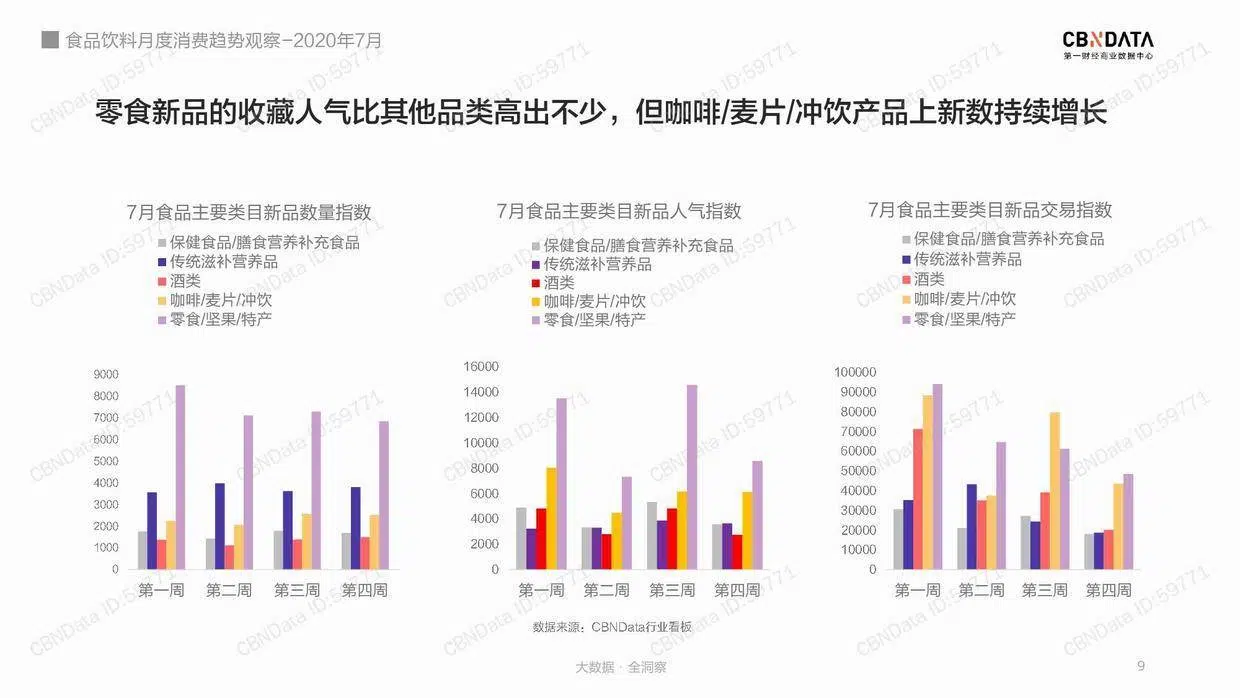 食品饮料月度消费趋势观察–2020年7月
CBNDATA
第一财经商业数据中心
零食新品的收藏人气比其他品类高出不少，但咖啡/麦片/冲饮产品上新数持续增长
7月食品主要类目新品数量指数
保健食品/膳食营养补充食品
传统滋补营养品
酒类
咖啡/麦片/冲饮
零食/坚果/特产
9000
8000
7000
6000
5000
4000
3000
2000
1000
0
第一周 第二周 第三周 第四周
7月食品主要类目新品人气指数
保健食品/膳食营养补充食品
传统滋补营养品
酒类
咖啡/麦片/冲饮
零食/坚果/特产
16000
14000
12000
10000
8000
6000
4000
2000
0
第一周 第二周 第三周 第四周
7月食品主要类目新品交易指数
保健食品/膳食营养补充食品
传统滋补营养品
酒类
咖啡/麦片/冲饮
零食/坚果/特产
100000
90000
80000
70000
60000
50000
40000
30000
20000
10000
0
第一周 第二周 第三周 第四周
数据来源：CBNData行业看板
大数据 · 全洞察
9
CBNData ID:59771